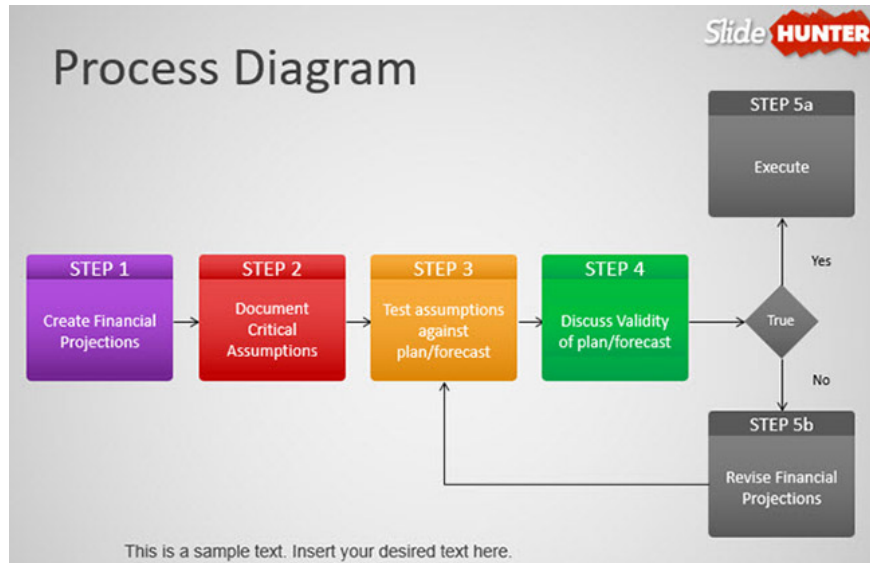 Slide HUNTER
Process Diagram
STEP 5a
Execute
STEP 1
Create Financial
Projections
STEP 2
Document
Critical
Assumptions
STEP 3
Test assumptions
against
plan/forecast
STEP 4
Discuss Validity
of plan/forecast
Yes
True
No
STEP 5b
Revise Financial
Projections
This is a sample text. Insert your desired text here.